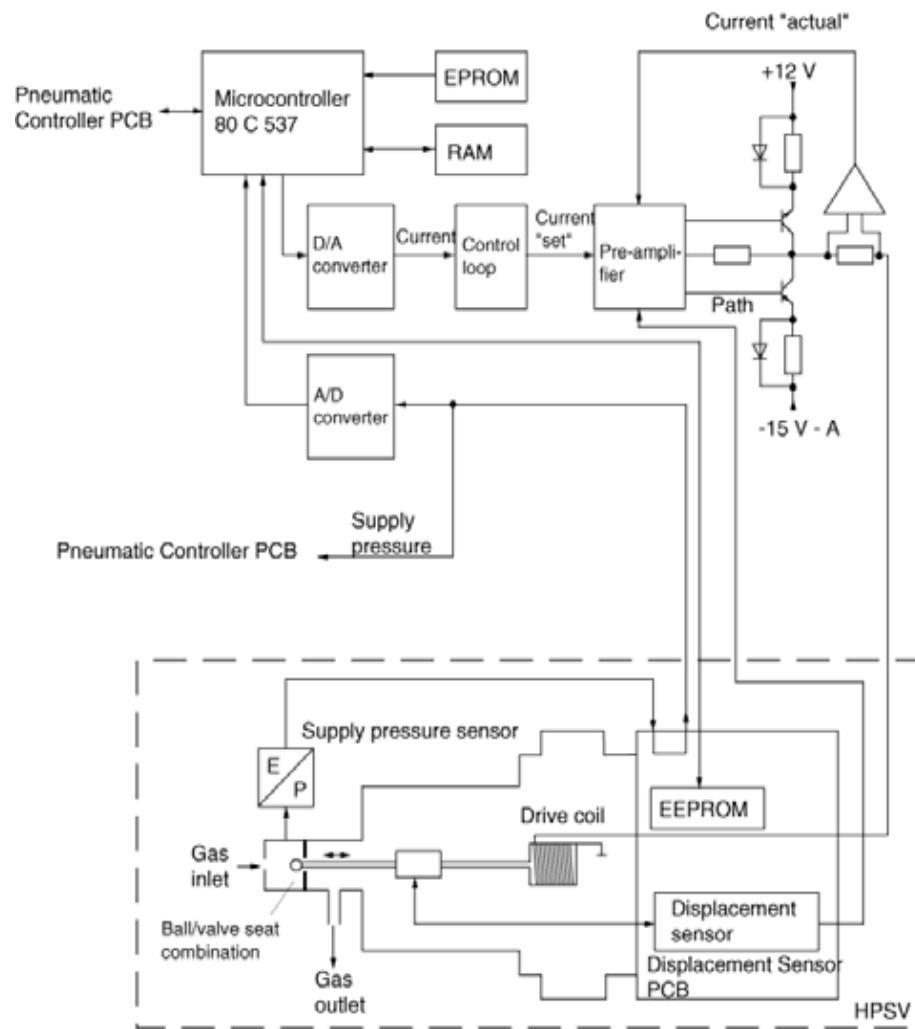 Current "actual"
+12 V
EPROM
Pneumatic
Controller PCB
Microcontroller
80 C 537
RAM
D/A
converter
Current
Control
loop
Current
"set"
Pre-ampli-
fier
Path
A/D
converter
-15 V - A
Supply
pressure
Pneumatic Controller PCB
Supply pressure sensor
E
P
EEPROM
Drive coil
Gas
inlet
Ball/valve seat
combination
Displacement
sensor
Displacement Sensor
PCB
Gas
outlet
HPSV